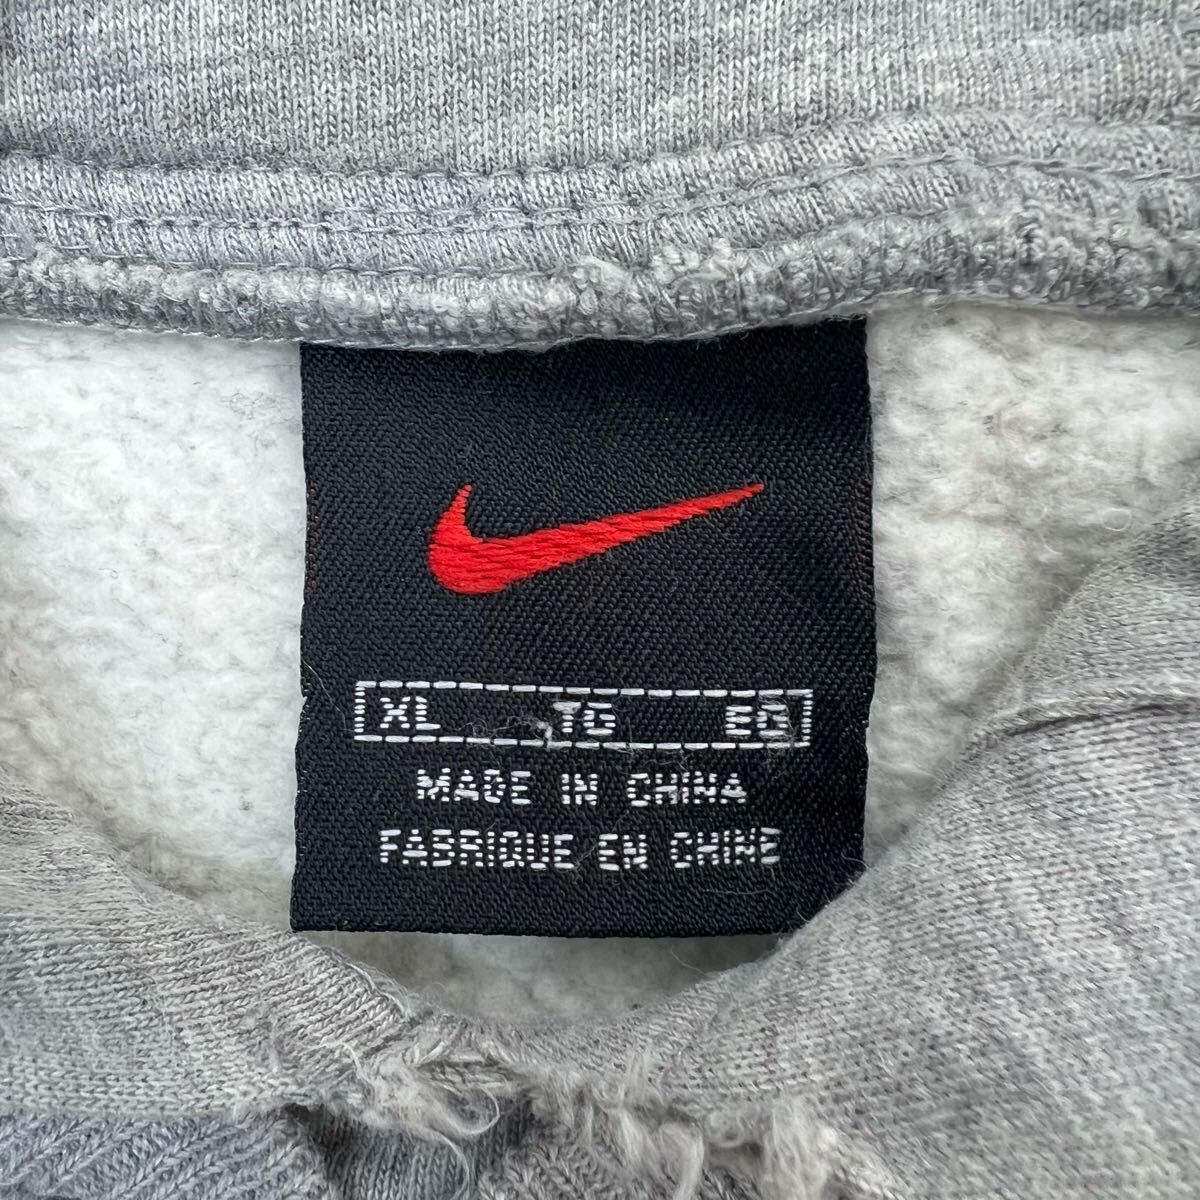 XL TG EG
MADE IN CHINA
FABRIQUE EN CHINE